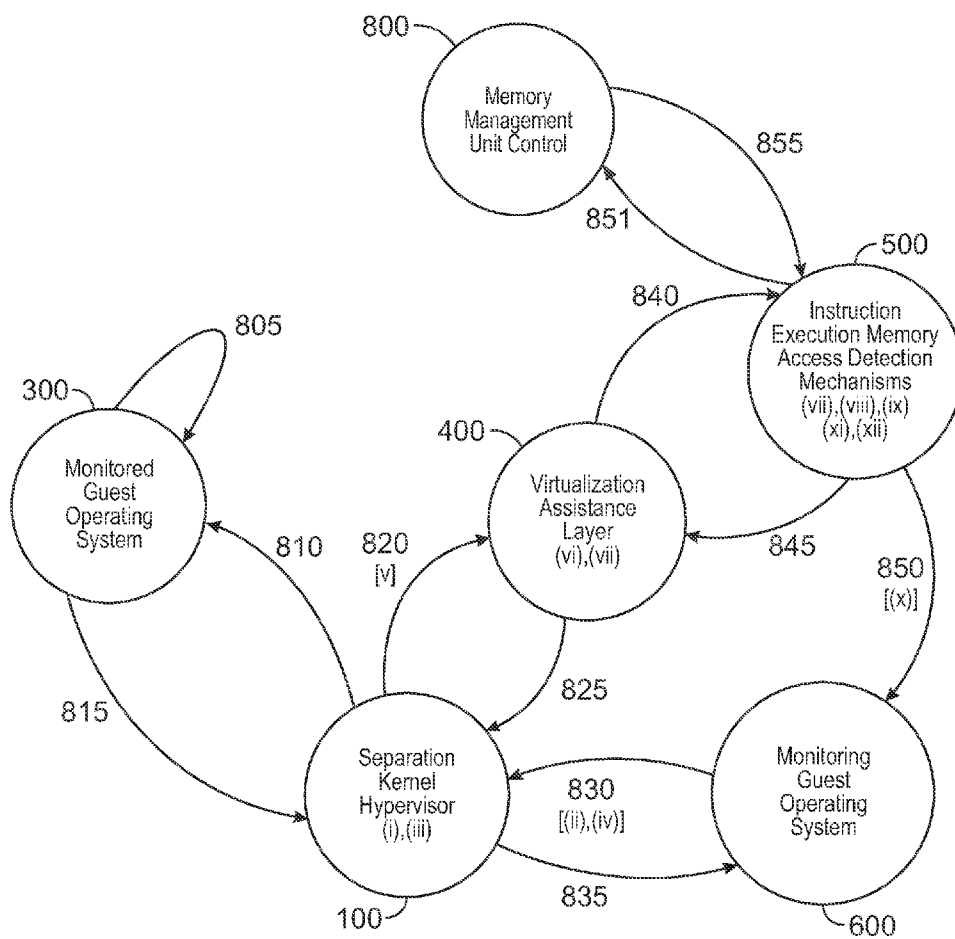 800
Memory
Management
Unit Control
855
851
500
840
Instruction
Execution Memory
Access Detection
Mechanisms
(vii),(viii),(ix)
(xi),(xii)
805
300
Monitored
Guest
Operating
System
400
Virtualization
Assistance
Layer
(vi),(vii)
810
820
[v]
845
850
[(x)]
815
825
Separation
Kernel
Hypervisor
(i),(iii)
830
[(ii),(iv)]
Monitoring
Guest
Operating
System
835
100
600